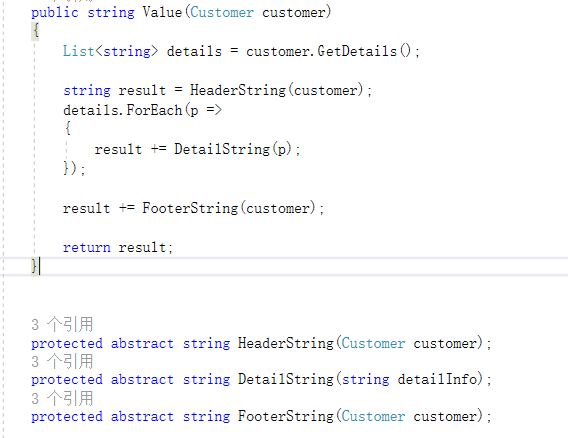 public string Value(Customer customer)
{
List<string> details = customer.GetDetails();
string result = HeaderString(customer);
details.ForEach(p =>
{
result += DetailString(p);
});
result += FooterString(customer);
return result;
}
3 个引用
protected abstract string HeaderString(Customer customer);
3 个引用
protected abstract string DetailString(string detailInfo);
3 个引用
protected abstract string FooterString(Customer customer);